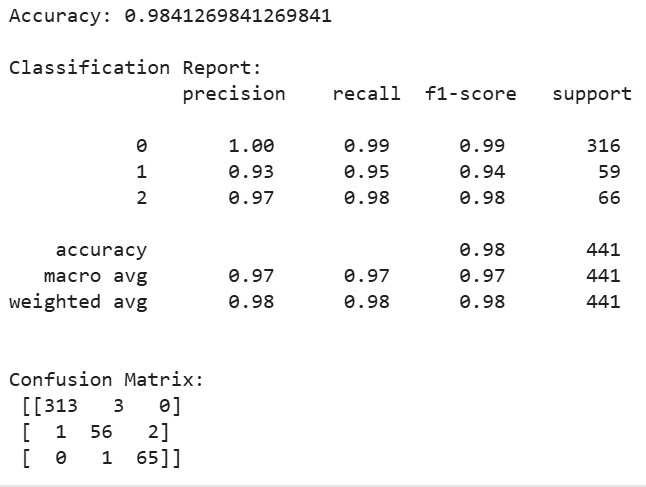 Accuracy: 0.9841269841269841
Classification Report:
precision recall f1-score support
0 1.00 0.99 0.99 316
1 0.93 0.95 0.94 59
2 0.97 0.98 0.98 66
accuracy 0.98 441
macro avg 0.97 0.97 0.97 441
weighted avg 0.98 0.98 0.98 441
Confusion Matrix:
[[313 3 0]
[ 1 56 2]
[ 0 1 65]]